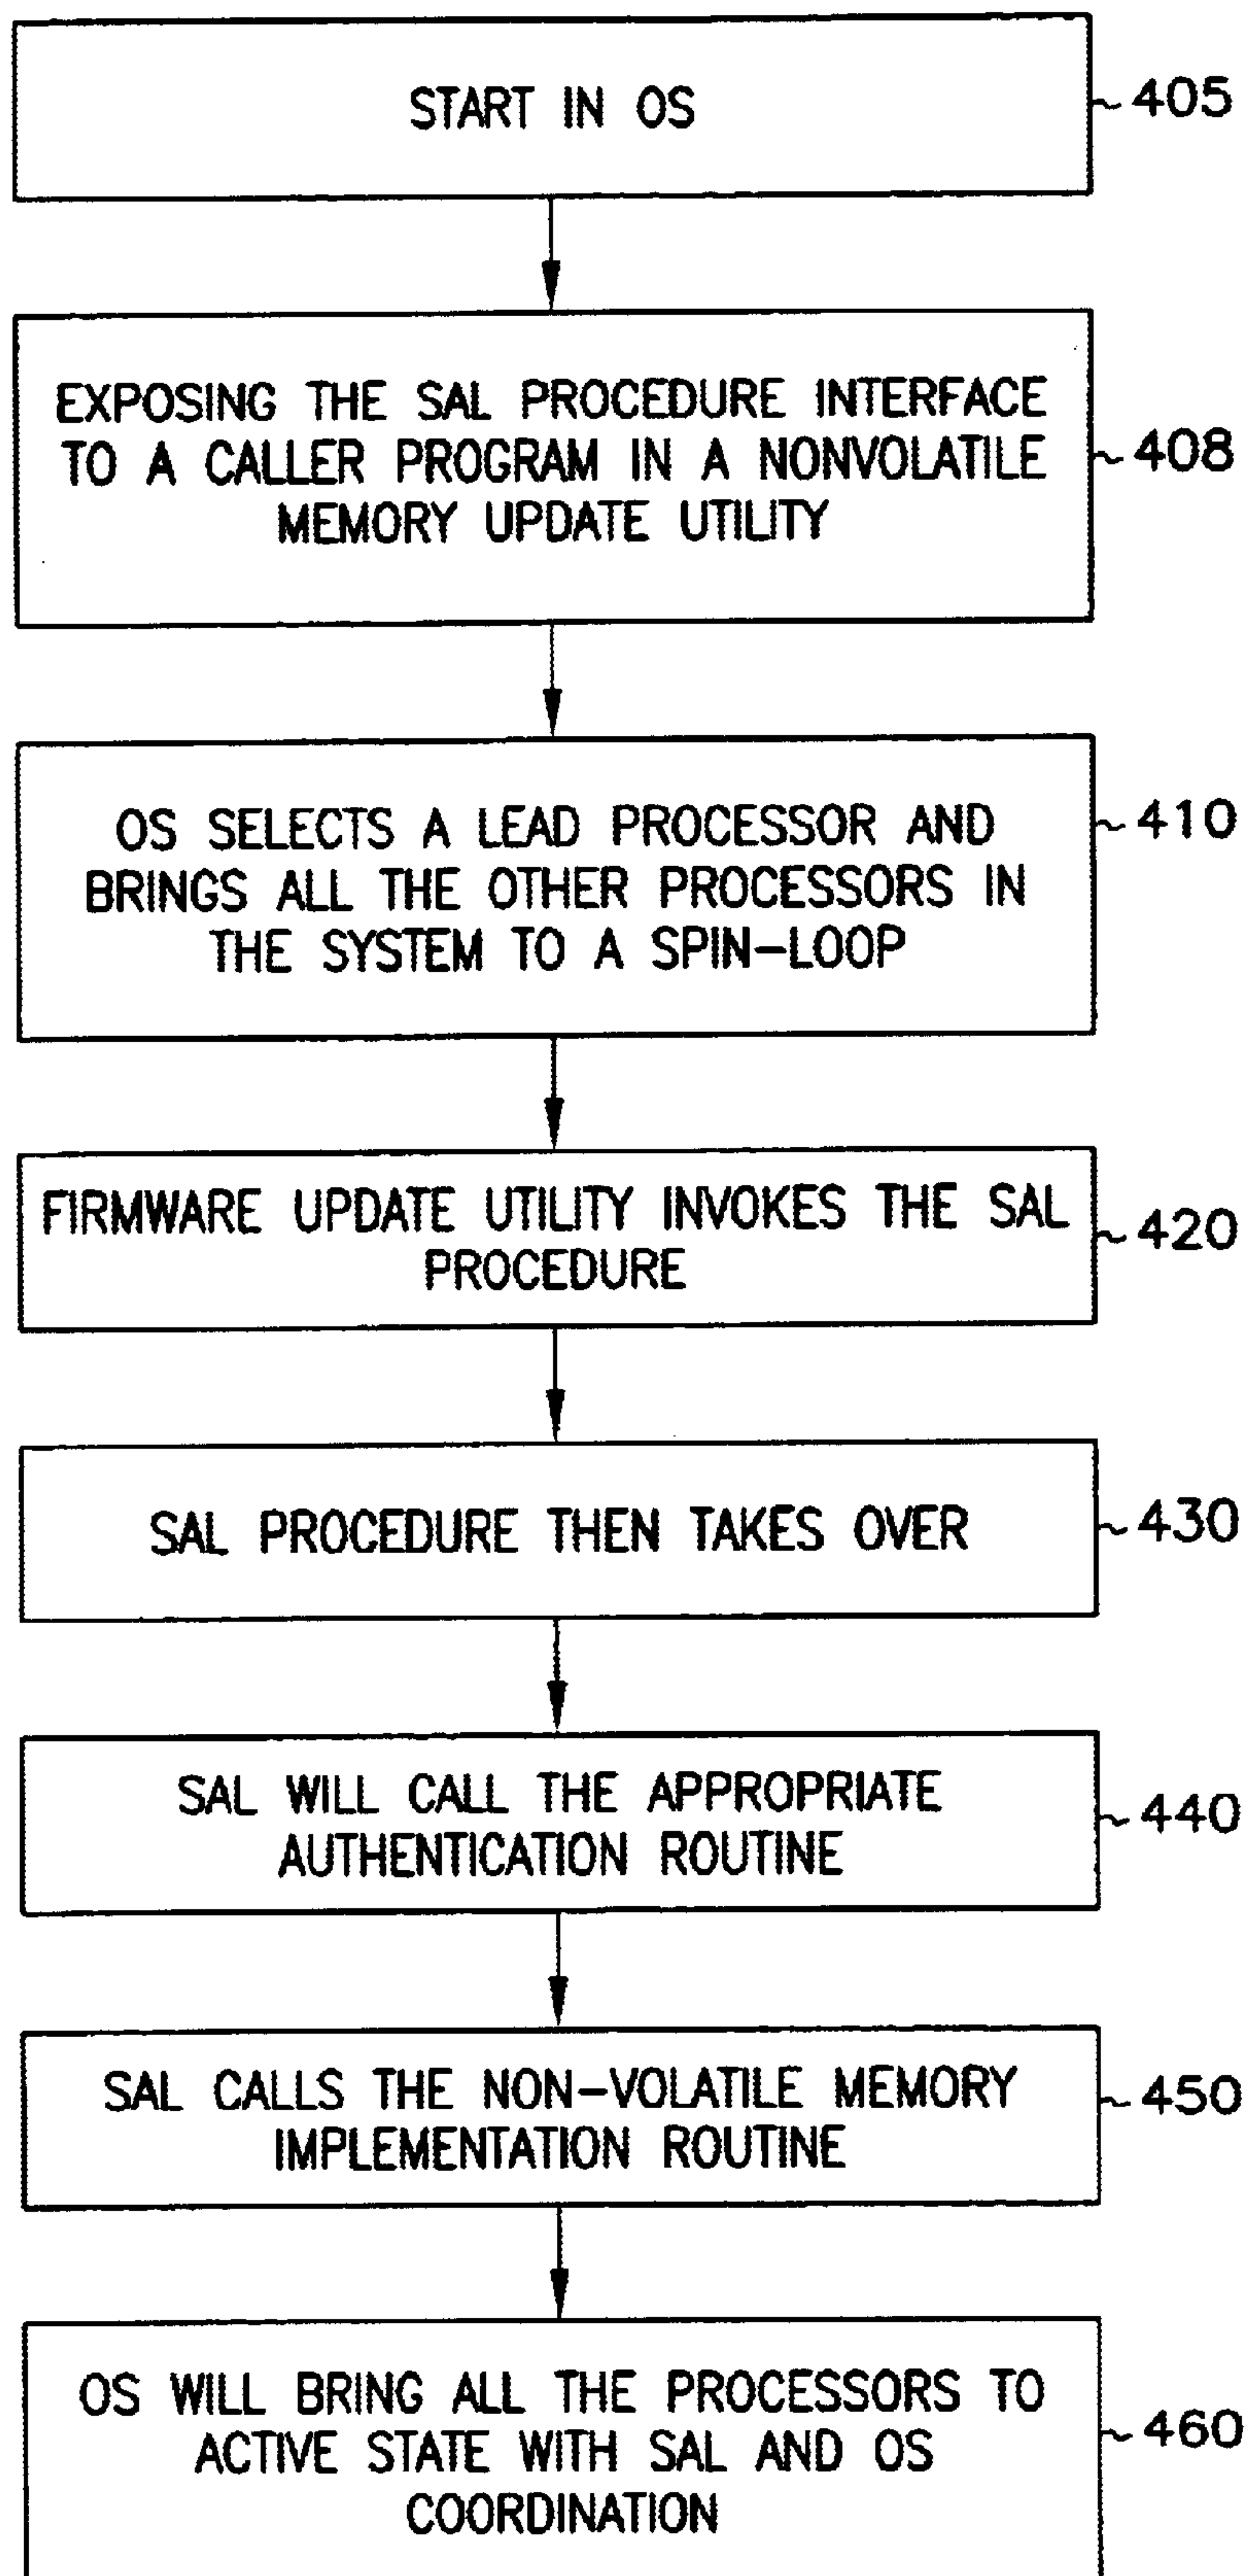 START IN OS
405
EXPOSING THE SAL PROCEDURE INTERFACE
TO A CALLER PROGRAM IN A NONVOLATILE
MEMORY UPDATE UTILITY
408
OS SELECTS A LEAD PROCESSOR AND
BRINGS ALL THE OTHER PROCESSORS IN
THE SYSTEM TO A SPIN-LOOP
410
FIRMWARE UPDATE UTILITY INVOKES THE SAL
PROCEDURE
420
SAL PROCEDURE THEN TAKES OVER
430
SAL WILL CALL THE APPROPRIATE
AUTHENTICATION ROUTINE
440
SAL CALLS THE NON-VOLATILE MEMORY
IMPLEMENTATION ROUTINE
450
OS WILL BRING ALL THE PROCESSORS TO
ACTIVE STATE WITH SAL AND OS
COORDINATION
460